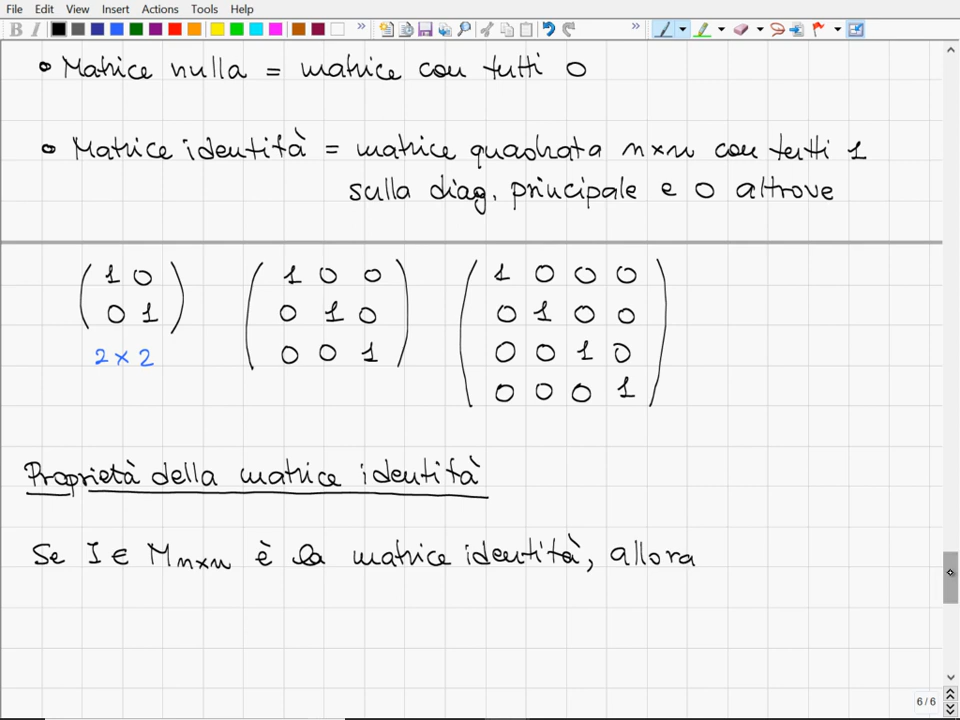 File Edit View Insert Actions Tools Help
B I
• Matrice nulla = matrice con tutti 0
• Matrice identità = matrice quadrata n×n con tutti 1
sulla diag. principale e 0 altrove
1 0
0 1
2 × 2
1 0 0
0 1 0
0 0 1
1 0 0 0
0 1 0 0
0 0 1 0
0 0 0 1
Proprietà della matrice identità
Se I ∈ Mn×n è la matrice identità, allora
6 / 6